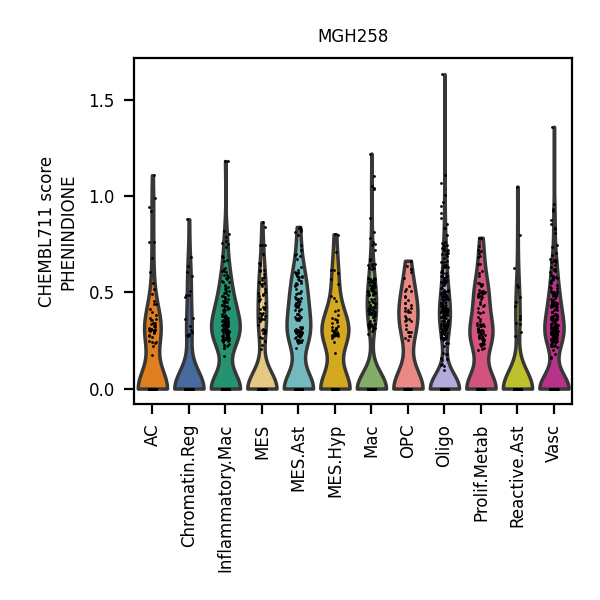 MGH258
CHEMBL711 score
PHENINDIONE
1.5
1.0
0.5
0.0
AC
Chromatin.Reg
Inflammatory.Mac
MES
MES.Ast
MES.Hyp
Mac
OPC
Oligo
Prolif.Metab
Reactive.Ast
Vasc